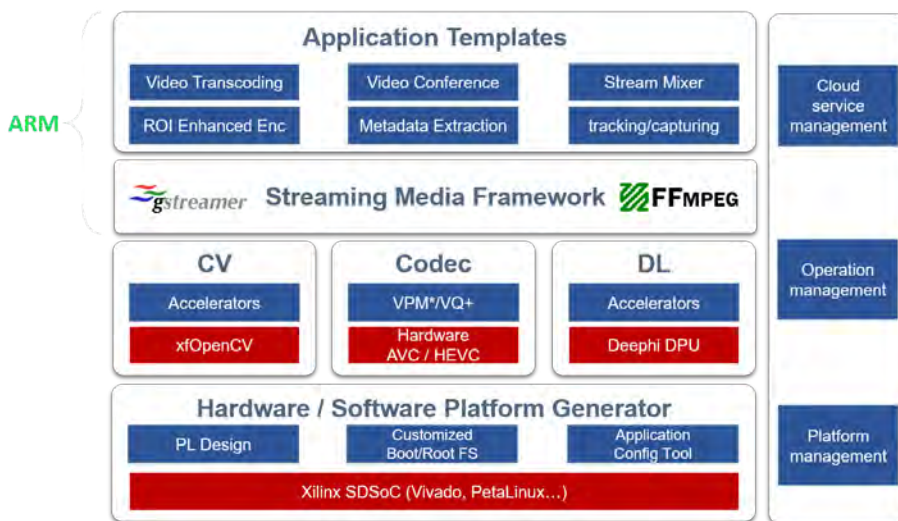 Application Templates
Video Transcoding
Video Conference
Stream Mixer
ROI Enhanced Enc
Metadata Extraction
tracking/capturing
ARM
gstreamer
Streaming Media Framework
FFMPEG
CV
Accelerators
xfOpenCV
Codec
VPM*/VQ+
Hardware
AVC / HEVC
DL
Accelerators
Deephi DPU
Hardware / Software Platform Generator
PL Design
Customized
Boot/Root FS
Application
Config Tool
Xilinx SDSoC (Vivado, PetaLinux…)
Cloud
service
management
Operation
management
Platform
management